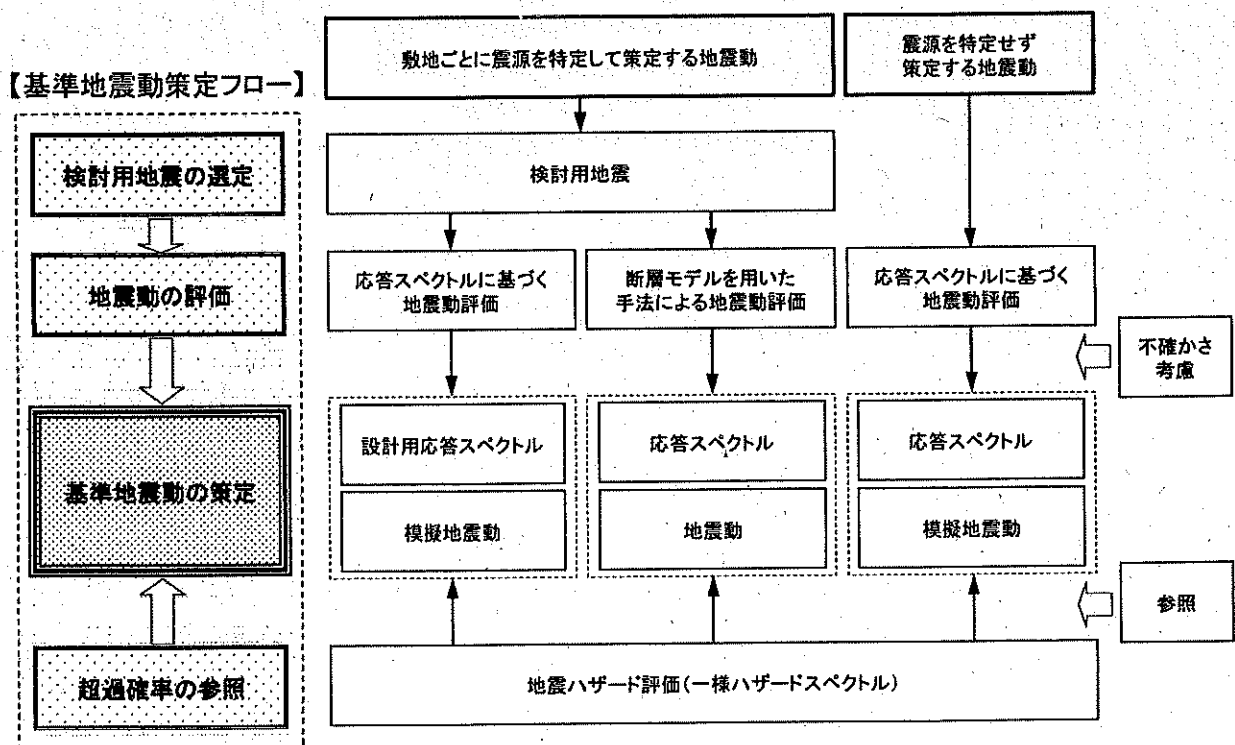 敷地ごとに震源を特定して策定する地震動
震源を特定せず
策定する地震動
【基準地震動策定フロー】
検討用地震の選定
検討用地震
地震動の評価
応答スペクトルに基づく
地震動評価
断層モデルを用いた
手法による地震動評価
応答スペクトルに基づく
地震動評価
不確かさ
考慮
基準地震動の策定
設計用応答スペクトル
応答スペクトル
応答スペクトル
模擬地震動
地震動
模擬地震動
参照
超過確率の参照
地震ハザード評価(一様ハザードスペクトル)